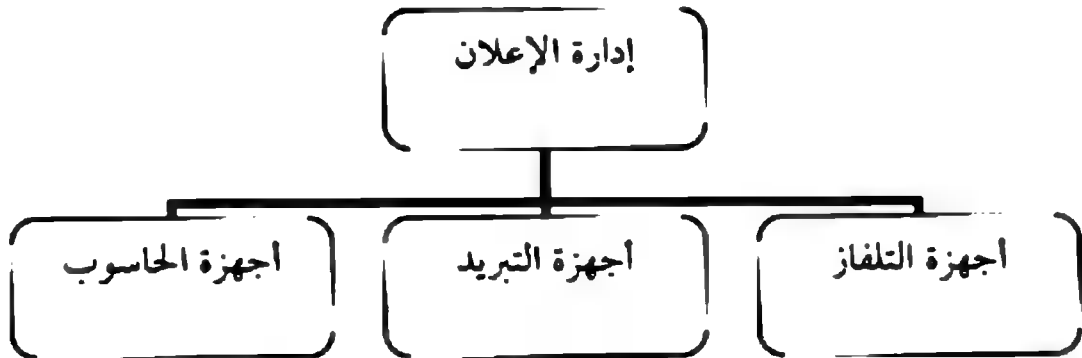 إدارة الإعلان
أجهزة التلفاز
أجهزة التبريد
أجهزة الحاسوب